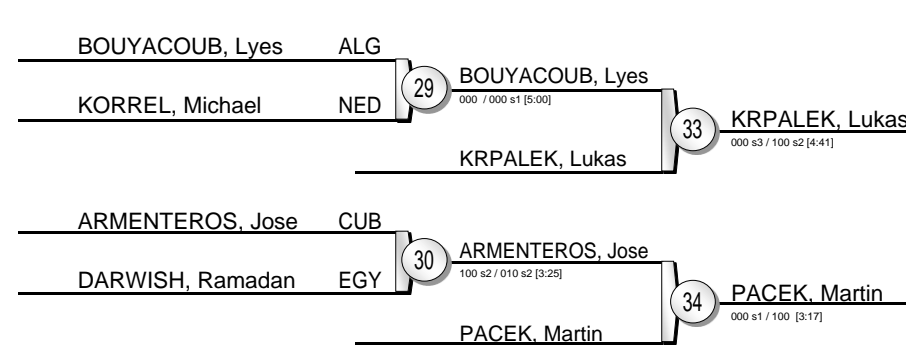 BOUYACOUB, Lyes ALG
KORREL, Michael NED
29
BOUYACOUB, Lyes
000 / 000 s1 [5:00]
KRPALEK, Lukas
33
KRPALEK, Lukas
000 s3 / 100 s2 [4:41]
ARMENTEROS, Jose CUB
DARWISH, Ramadan EGY
30
ARMENTEROS, Jose
100 s2 / 010 s2 [3:25]
PACEK, Martin
34
PACEK, Martin
000 s1 / 100 [3:17]